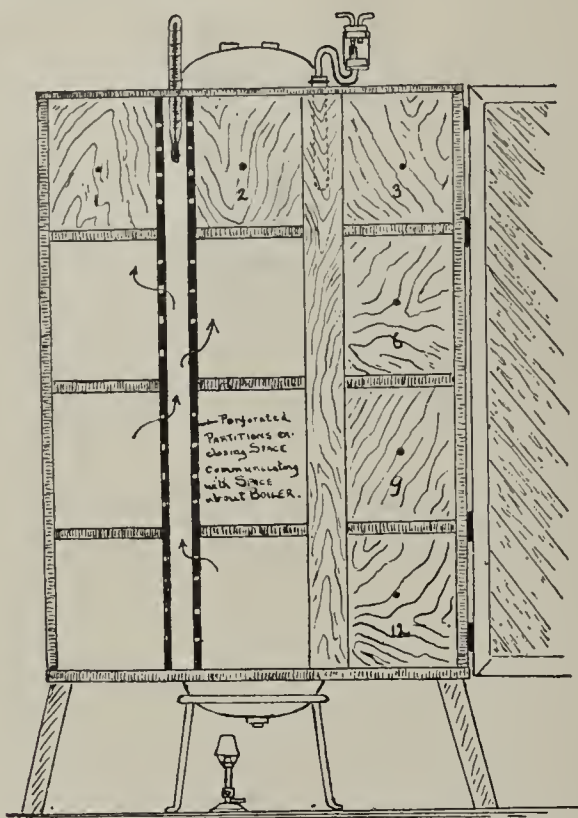 1 2 3
6
Perforated
PARTITIONS en-
closing SPACE
communicating
with SPACE
about BOILER.
9
12